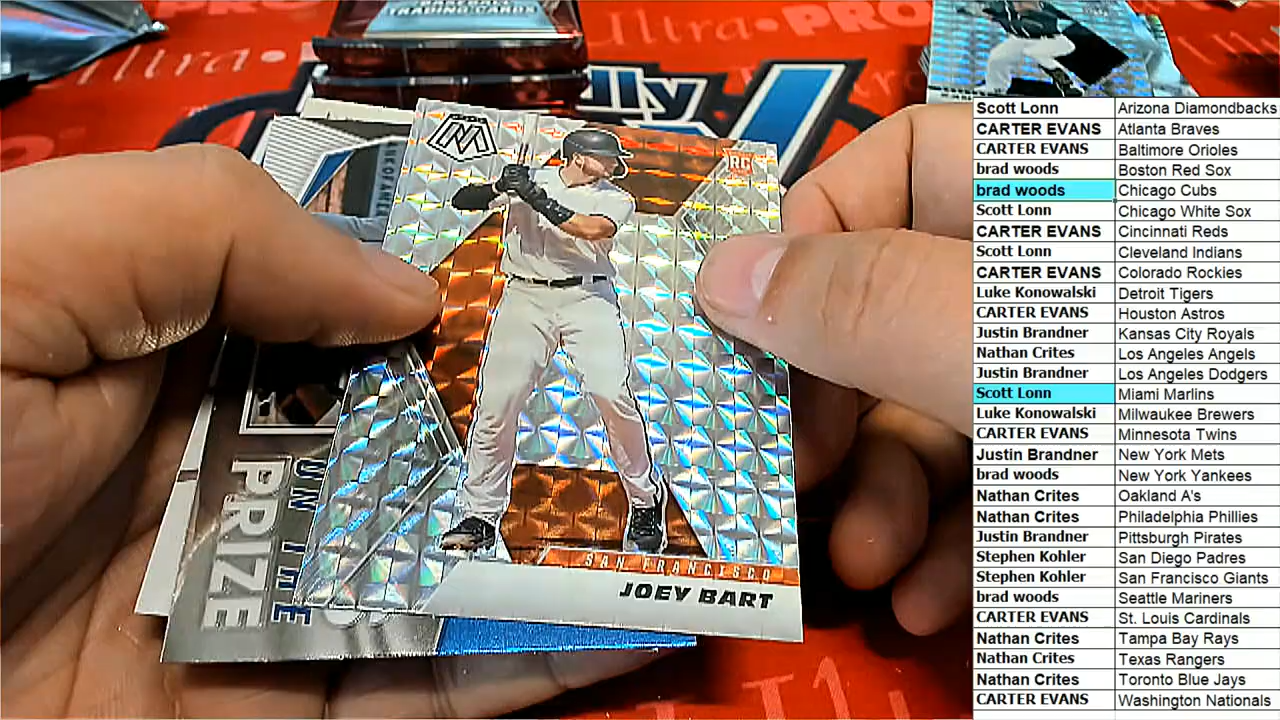 TRADING CARDS
Ultra PRO
lly
M
RC
ON THE
PRIZE
SAN FRANCISCO
JOEY BART
Scott Lonn Arizona Diamondbacks
CARTER EVANS Atlanta Braves
CARTER EVANS Baltimore Orioles
brad woods Boston Red Sox
brad woods Chicago Cubs
Scott Lonn Chicago White Sox
CARTER EVANS Cincinnati Reds
Scott Lonn Cleveland Indians
CARTER EVANS Colorado Rockies
Luke Konowalski Detroit Tigers
CARTER EVANS Houston Astros
Justin Brandner Kansas City Royals
Nathan Crites Los Angeles Angels
Justin Brandner Los Angeles Dodgers
Scott Lonn Miami Marlins
Luke Konowalski Milwaukee Brewers
CARTER EVANS Minnesota Twins
Justin Brandner New York Mets
brad woods New York Yankees
Nathan Crites Oakland A's
Nathan Crites Philadelphia Phillies
Justin Brandner Pittsburgh Pirates
Stephen Kohler San Diego Padres
Stephen Kohler San Francisco Giants
brad woods Seattle Mariners
CARTER EVANS St. Louis Cardinals
Nathan Crites Tampa Bay Rays
Nathan Crites Texas Rangers
Nathan Crites Toronto Blue Jays
CARTER EVANS Washington Nationals